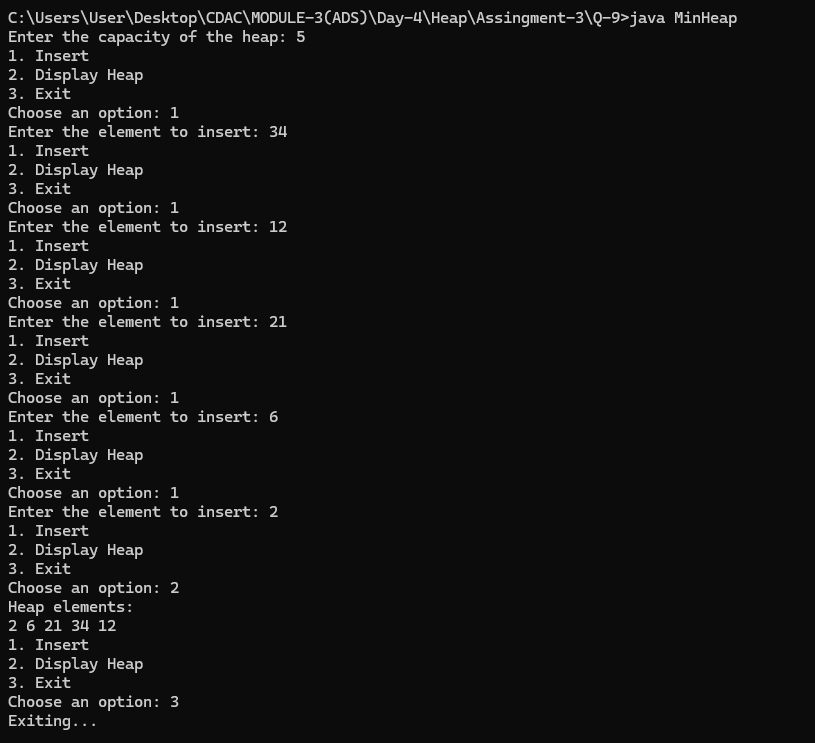 C:\Users\User\Desktop\CDAC\MODULE-3(ADS)\Day-4\Heap\Assingment-3\Q-9>java MinHeap
Enter the capacity of the heap: 5
1. Insert
2. Display Heap
3. Exit
Choose an option: 1
Enter the element to insert: 34
1. Insert
2. Display Heap
3. Exit
Choose an option: 1
Enter the element to insert: 12
1. Insert
2. Display Heap
3. Exit
Choose an option: 1
Enter the element to insert: 21
1. Insert
2. Display Heap
3. Exit
Choose an option: 1
Enter the element to insert: 6
1. Insert
2. Display Heap
3. Exit
Choose an option: 1
Enter the element to insert: 2
1. Insert
2. Display Heap
3. Exit
Choose an option: 2
Heap elements:
2 6 21 34 12
1. Insert
2. Display Heap
3. Exit
Choose an option: 3
Exiting...